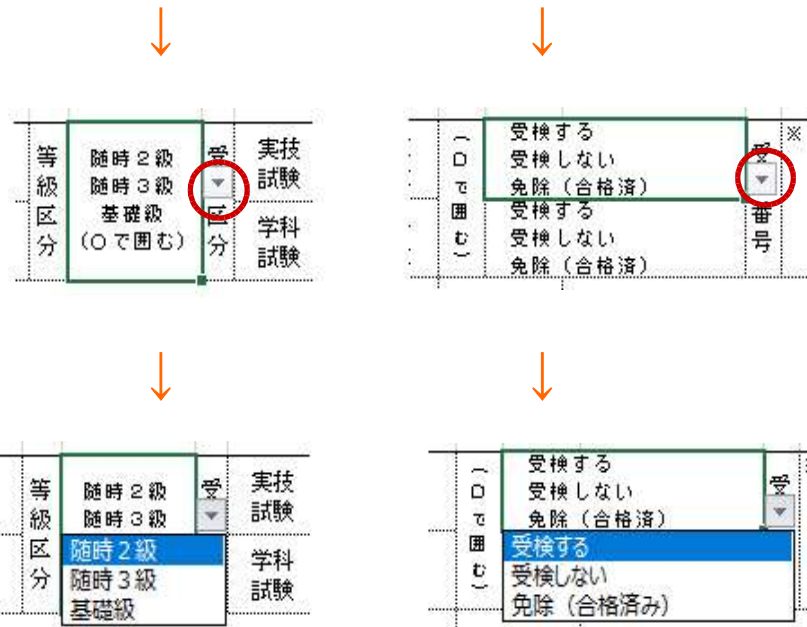 等級区分
随時２級
随時３級
基礎級
(○で囲む)
受
区分
実技
試験
学科
試験
(○で囲む)
受検する
受検しない
免除（合格済）
受検する
受検しない
免除（合格済）
受
番号
※
等級区分
随時２級
随時３級
随時２級
随時３級
基礎級
受
実技
試験
学科
試験
(○で囲む)
受検する
受検しない
免除（合格済）
受検する
受検しない
免除（合格済み）
受